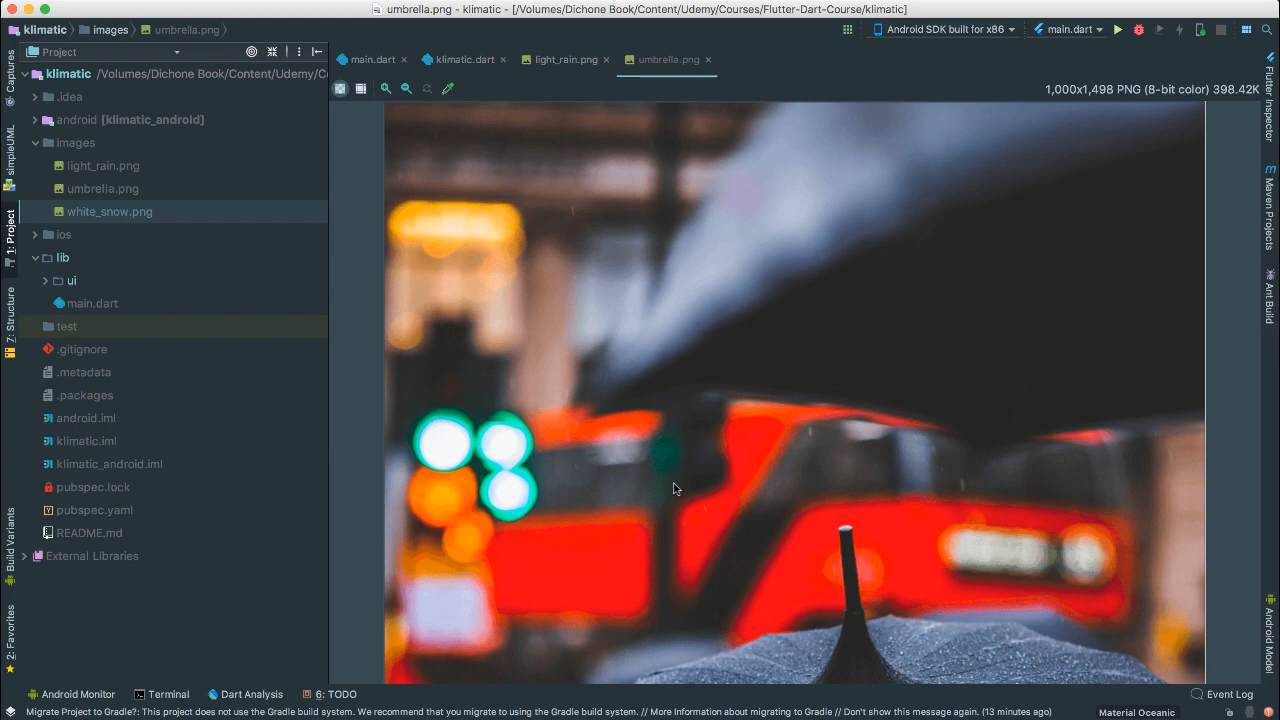 umbrella.png - klimatic - [/Volumes/Dichone Book/Content/Udemy/Courses/Flutter-Dart-Course/klimatic]
klimatic images umbrella.png Android SDK built for x86 main.dart
Project
main.dart klimatic.dart light_rain.png umbrella.png
klimatic /Volumes/Dichone Book/Content/Udemy/C
1,000x1,498 PNG (8-bit color) 398.42K
.idea
android [klimatic_android]
images
light_rain.png
umbrella.png
white_snow.png
ios
lib
ui
main.dart
test
.gitignore
.metadata
.packages
android.iml
klimatic.iml
klimatic_android.iml
pubspec.lock
pubspec.yaml
README.md
External Libraries
Captures
simpleUML
1: Project
7: Structure
Build Variants
2: Favorites
Flutter Inspector
Maven Projects
Ant Build
Android Model
Android Monitor Terminal Dart Analysis 6: TODO Event Log
Migrate Project to Gradle?: This project does not use the Gradle build system. We recommend that you migrate to using the Gradle build system. // More Information about migrating to Gradle // Don't show this message again. (13 minutes ago) Material Oceanic